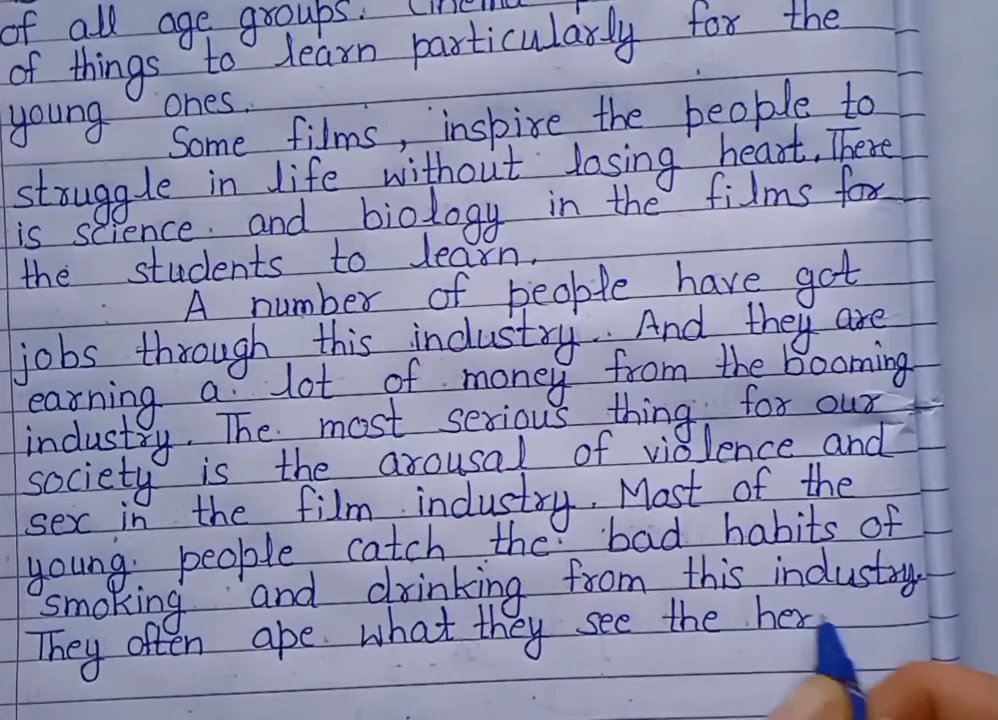 of all age groups. Cinema
of things to learn particularly for the
young ones.
Some films, inspire the people to
struggle in life without losing heart. There
is science and biology in the films for
the students to learn.
A number of people have got
jobs through this industry. And they are
earning a lot of money from the booming
industry. The most serious thing for our
society is the arousal of violence and
sex in the film industry. Most of the
young people catch the bad habits of
smoking and drinking from this industry.
They often ape what they see the her